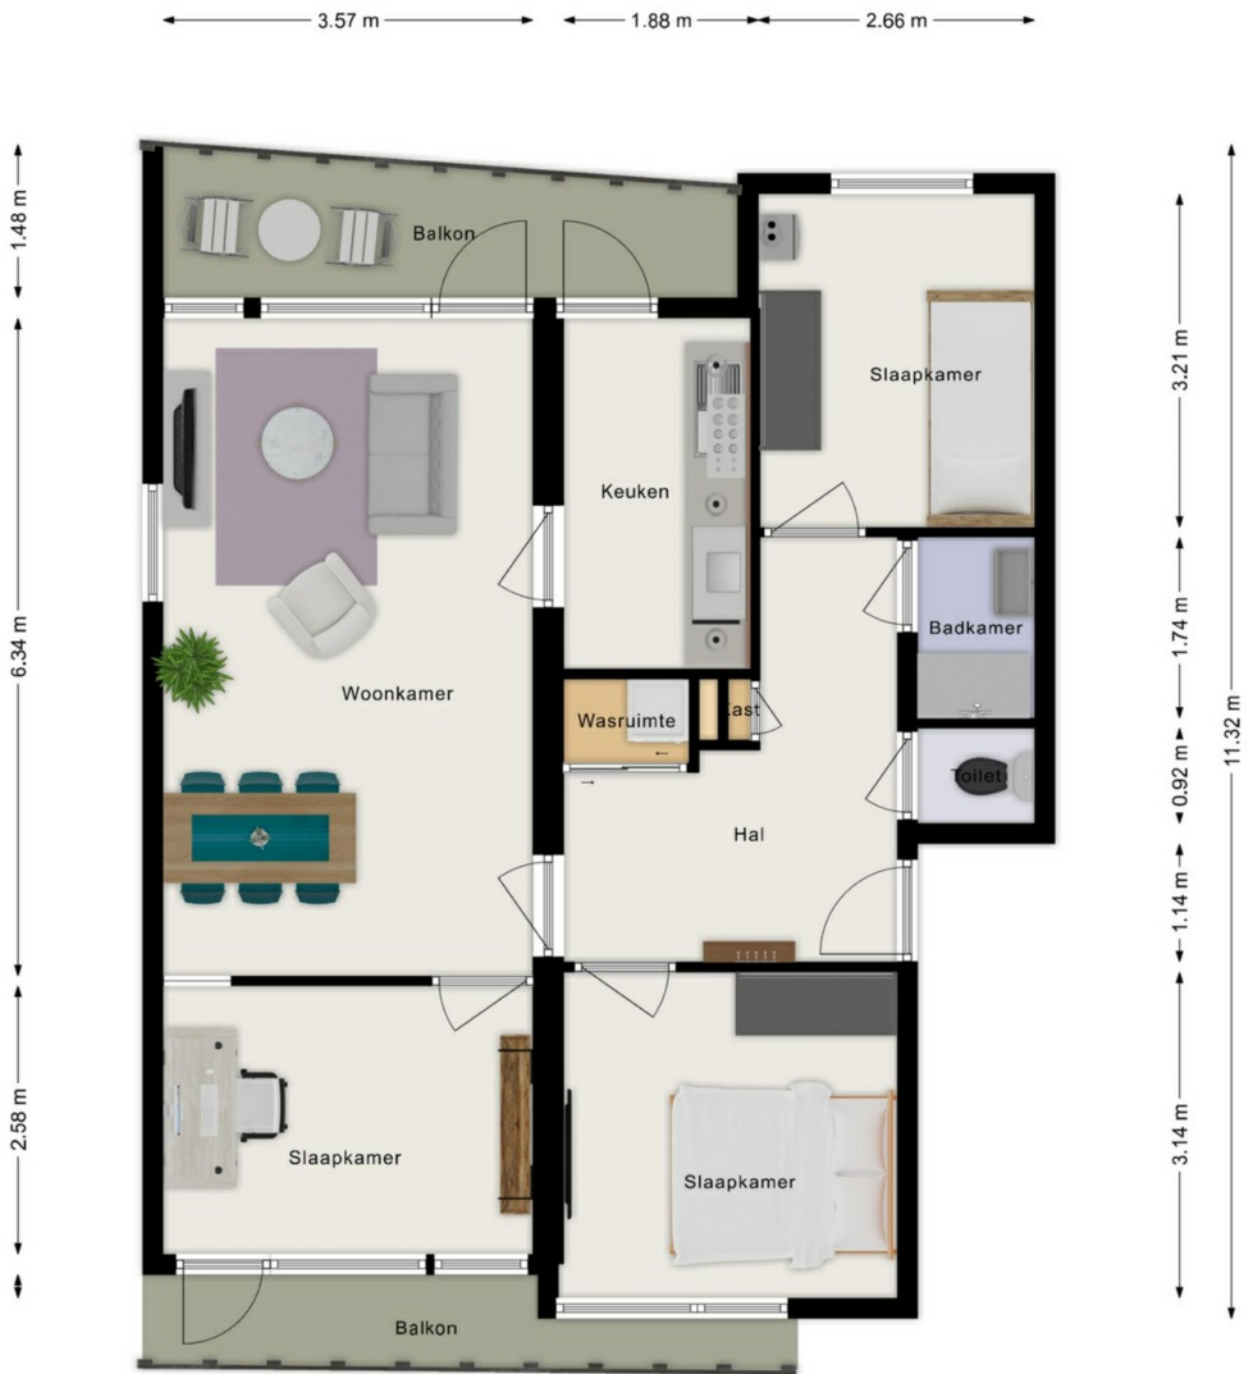 3.57 m
1.88 m
2.66 m
1.48 m
Balkon
3.21 m
Slaapkamer
Keuken
6.34 m
Badkamer
1.74 m
Woonkamer
Wasruimte
Kast
11.32 m
Toilet
0.92 m
Hal
1.14 m
2.58 m
Slaapkamer
Slaapkamer
3.14 m
Balkon